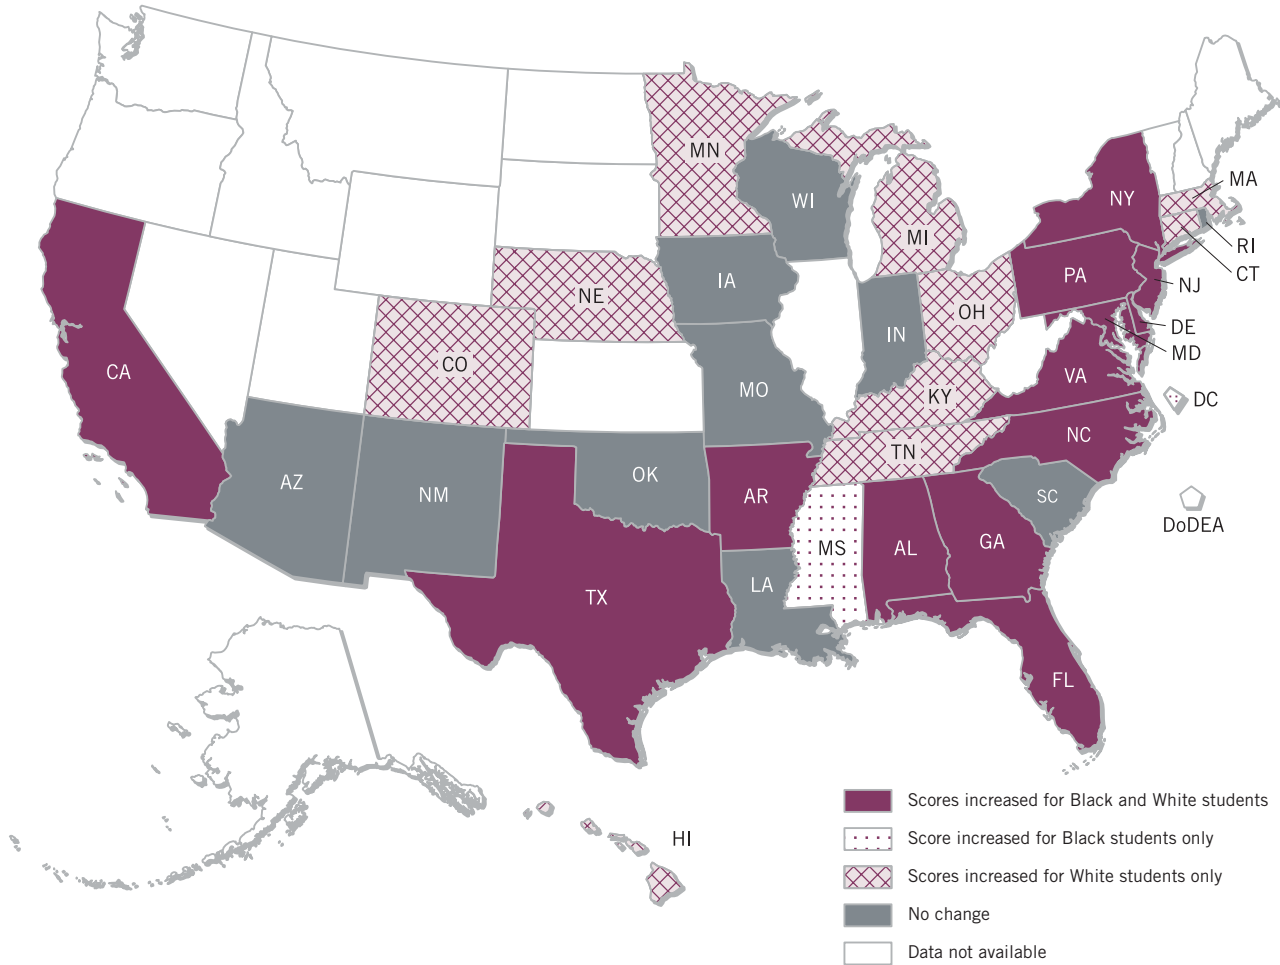 MN
WI
MI
NY
MA
RI
CT
NJ
PA
DE
MD
DC
DoDEA
IA
NE
IN
OH
CO
CA
MO
KY
VA
TN
NC
AZ
NM
OK
AR
SC
MS
AL
GA
LA
TX
FL
HI
Scores increased for Black and White students
Score increased for Black students only
Scores increased for White students only
No change
Data not available